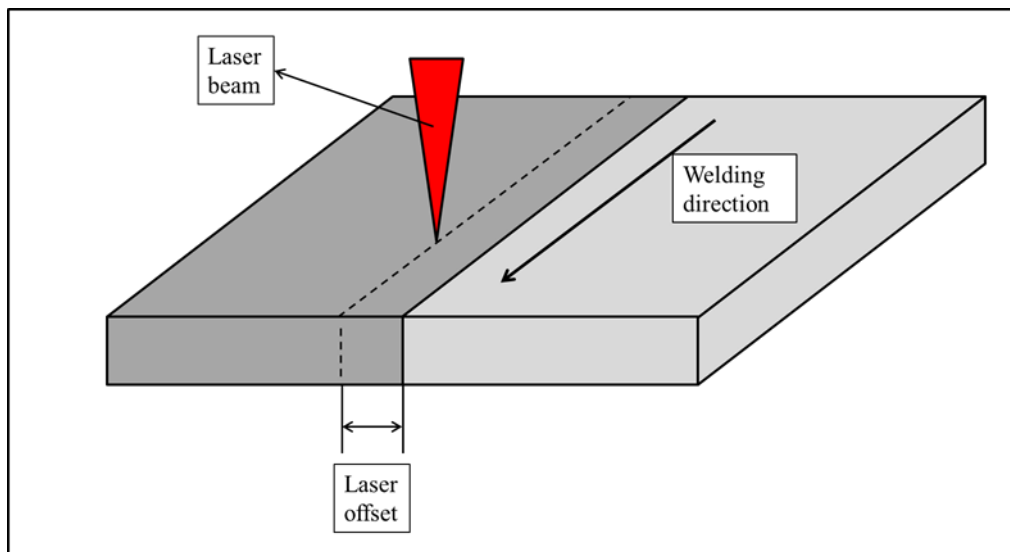 Laser
beam
Welding
direction
Laser
offset